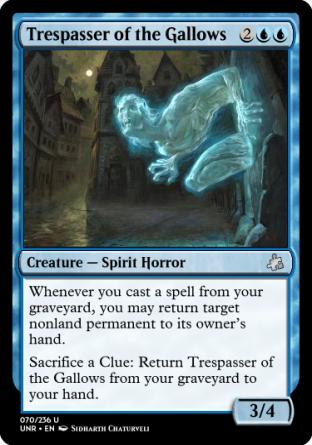 Trespasser of the Gallows 2
Creature — Spirit Horror
Whenever you cast a spell from your
graveyard, you may return target
nonland permanent to its owner's
hand.
Sacrifice a Clue: Return Trespasser of
the Gallows from your graveyard to
your hand.
070/236 U
UNR • EN Sidharth Chaturveli
3/4